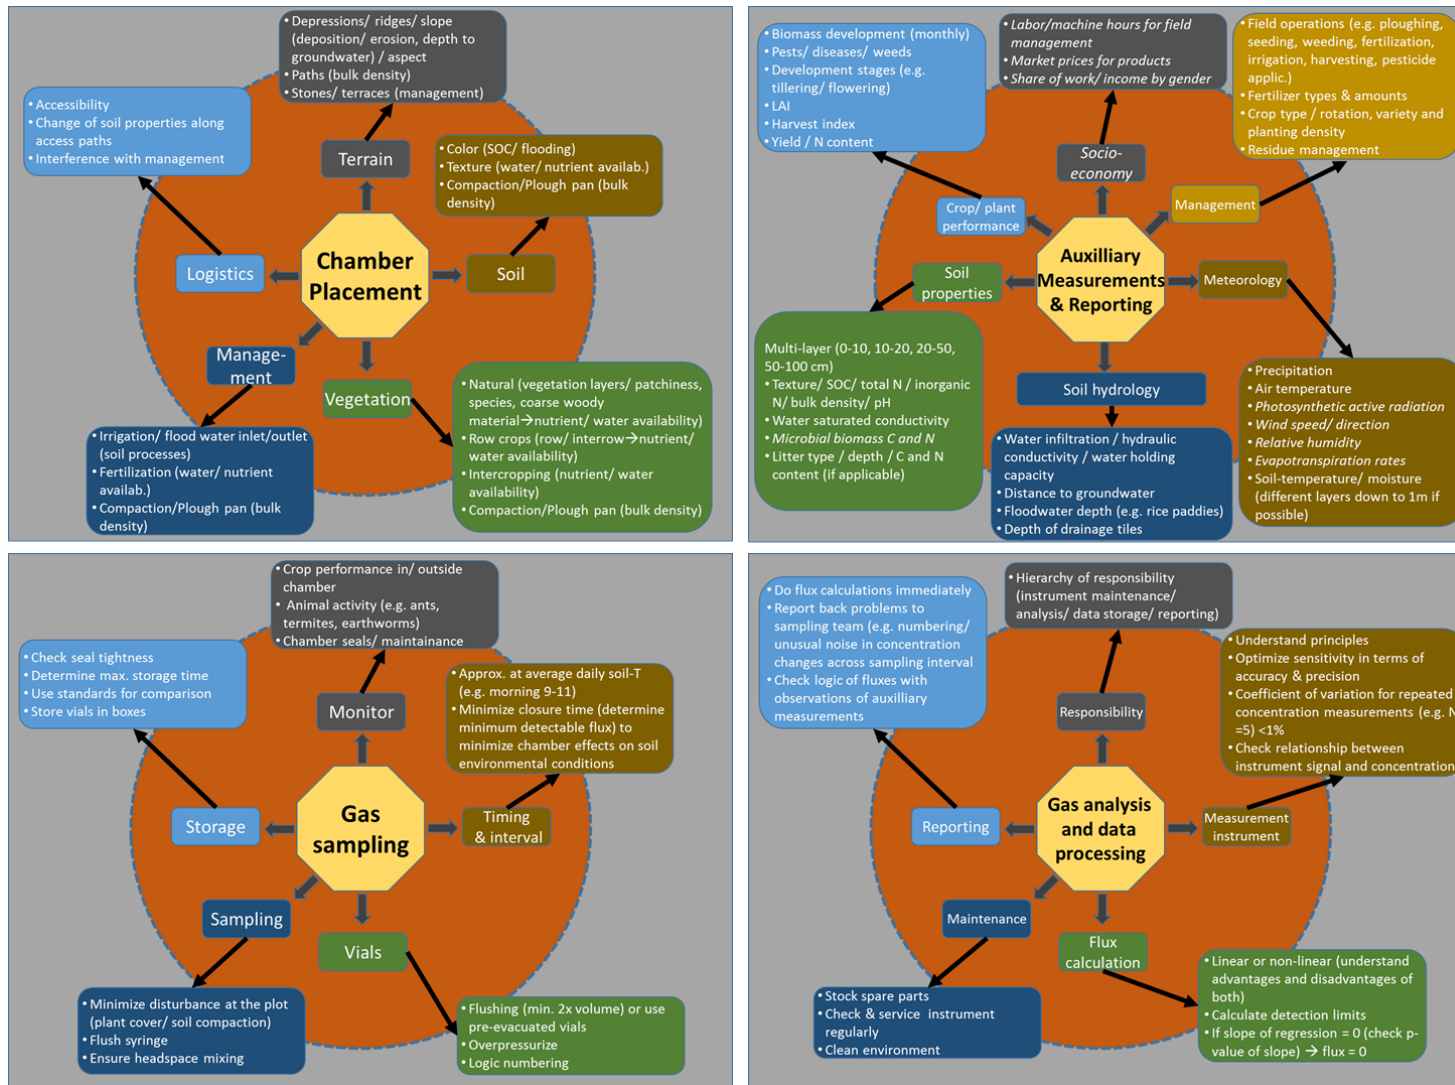 • Depressions/ ridges/ slope
(deposition/ erosion, depth to
groundwater) / aspect
• Paths (bulk density)
• Stones/ terraces (management)
• Accessibility
• Change of soil properties along
access paths
• Interference with management
Terrain
• Color (SOC/ flooding)
• Texture (water/ nutrient availab.)
• Compaction/Plough pan (bulk
density)
Logistics
Chamber
Placement
Soil
Manage-
ment
Vegetation
• Irrigation/ flood water inlet/outlet
(soil processes)
• Fertilization (water/ nutrient
availab.)
• Compaction/Plough pan (bulk
density)
• Natural (vegetation layers/ patchiness,
species, coarse woody
material→nutrient/ water availability)
• Row crops (row/ interrow→nutrient/
water availability)
• Intercropping (nutrient/ water
availability)
• Compaction/Plough pan (bulk density)
• Biomass development (monthly)
• Pests/ diseases/ weeds
• Development stages (e.g.
tillering/ flowering)
• LAI
• Harvest index
• Yield / N content
• Labor/machine hours for field
management
• Market prices for products
• Share of work/ income by gender
• Field operations (e.g. ploughing,
seeding, weeding, fertilization,
irrigation, harvesting, pesticide
applic.)
• Fertilizer types & amounts
• Crop type / rotation, variety and
planting density
• Residue management
Socio-
economy
Crop/ plant
performance
Management
Soil
properties
Auxilliary
Measurements
& Reporting
Meteorology
Soil hydrology
Multi-layer (0-10, 10-20, 20-50,
50-100 cm)
• Texture/ SOC/ total N / inorganic
N/ bulk density/ pH
• Water saturated conductivity
• Microbial biomass C and N
• Litter type / depth / C and N
content (if applicable)
• Water infiltration / hydraulic
conductivity / water holding
capacity
• Distance to groundwater
• Floodwater depth (e.g. rice paddies)
• Depth of drainage tiles
• Precipitation
• Air temperature
• Photosynthetic active radiation
• Wind speed/ direction
• Relative humidity
• Evapotranspiration rates
• Soil-temperature/ moisture
(different layers down to 1m if
possible)
• Crop performance in/ outside
chamber
• Animal activity (e.g. ants,
termites, earthworms)
• Chamber seals/ maintainance
• Check seal tightness
• Determine max. storage time
• Use standards for comparison
• Store vials in boxes
Monitor
• Approx. at average daily soil-T
(e.g. morning 9-11)
• Minimize closure time (determine
minimum detectable flux) to
minimize chamber effects on soil
environmental conditions
Storage
Gas
sampling
Timing
& interval
Sampling
Vials
• Minimize disturbance at the plot
(plant cover/ soil compaction)
• Flush syringe
• Ensure headspace mixing
• Flushing (min. 2x volume) or use
pre-evacuated vials
• Overpressurize
• Logic numbering
• Do flux calculations immediately
• Report back problems to
sampling team (e.g. numbering/
unusual noise in concentration
changes across sampling interval
• Check logic of fluxes with
observations of auxilliary
measurements
• Hierarchy of responsibility
(instrument maintenance/
analysis/ data storage/ reporting)
• Understand principles
• Optimize sensitivity in terms of
accuracy & precision
• Coefficient of variation for repeated
concentration measurements (e.g. N
=5) <1%
• Check relationship between
instrument signal and concentration
Responsibility
Reporting
Gas analysis
and data
processing
Measurement
instrument
Maintenance
Flux
calculation
• Stock spare parts
• Check & service instrument
regularly
• Clean environment
• Linear or non-linear (understand
advantages and disadvantages of
both)
• Calculate detection limits
• If slope of regression = 0 (check p-
value of slope) → flux = 0